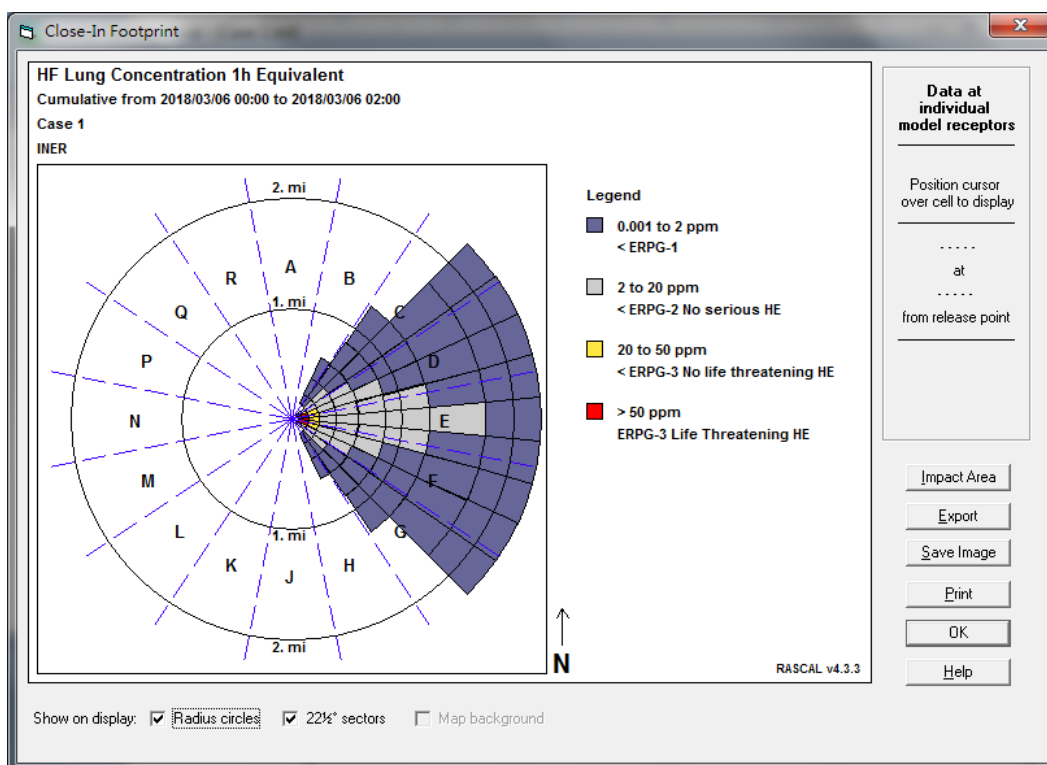 Close-In Footprint
HF Lung Concentration 1h Equivalent
Cumulative from 2018/03/06 00:00 to 2018/03/06 02:00
Case 1
INER
2. mi
R
A
B
Q
1. mi
C
P
D
N
E
M
F
L
1. mi
G
K
J
H
2. mi
Legend
0.001 to 2 ppm
< ERPG-1
2 to 20 ppm
< ERPG-2 No serious HE
20 to 50 ppm
< ERPG-3 No life threatening HE
> 50 ppm
ERPG-3 Life Threatening HE
N
RASCAL v4.3.3
Data at
individual
model receptors
Position cursor
over cell to display
- - - - -
at
- - - - -
from release point
Impact Area
Export
Save Image
Print
OK
Help
Show on display: Radius circles 22½° sectors Map background